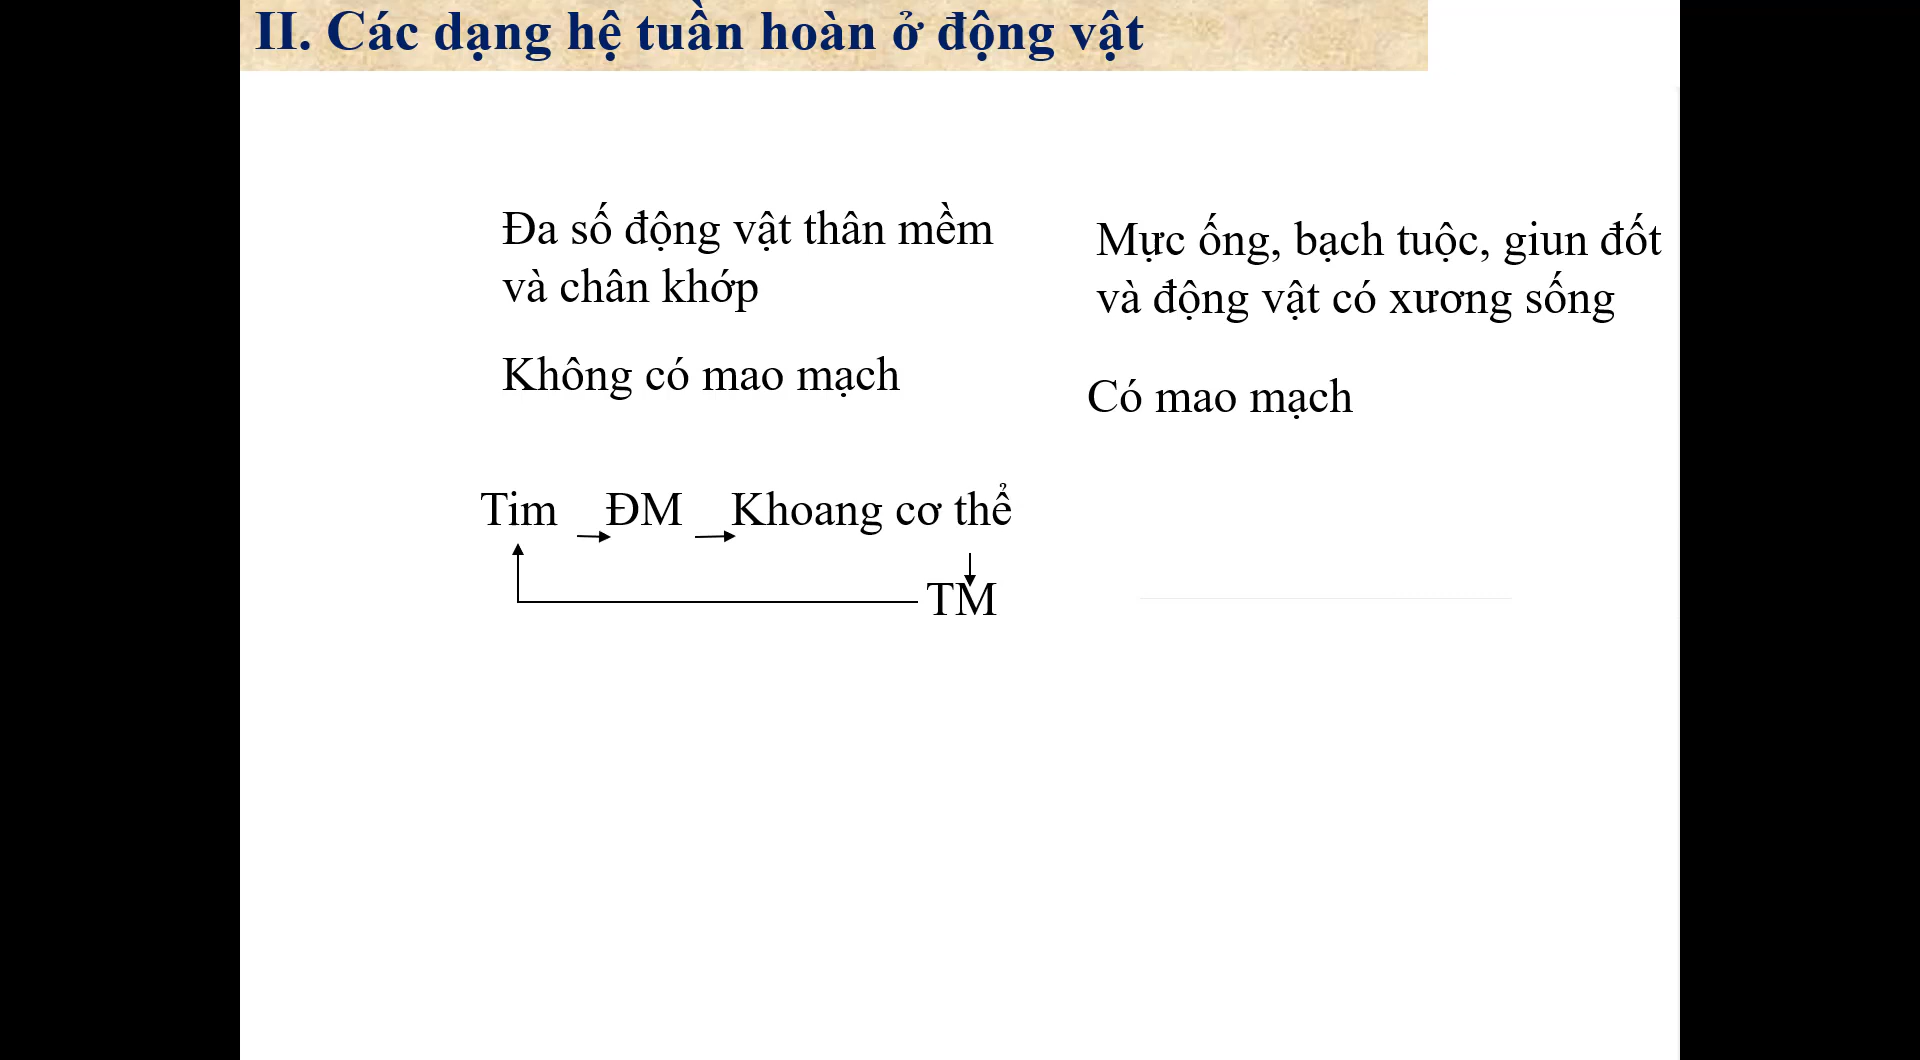 II. Các dạng hệ tuần hoàn ở động vật
Đa số động vật thân mềm
và chân khớp
Mực ống, bạch tuộc, giun đốt
và động vật có xương sống
Không có mao mạch
Có mao mạch
Tim ĐM Khoang cơ thể
TM